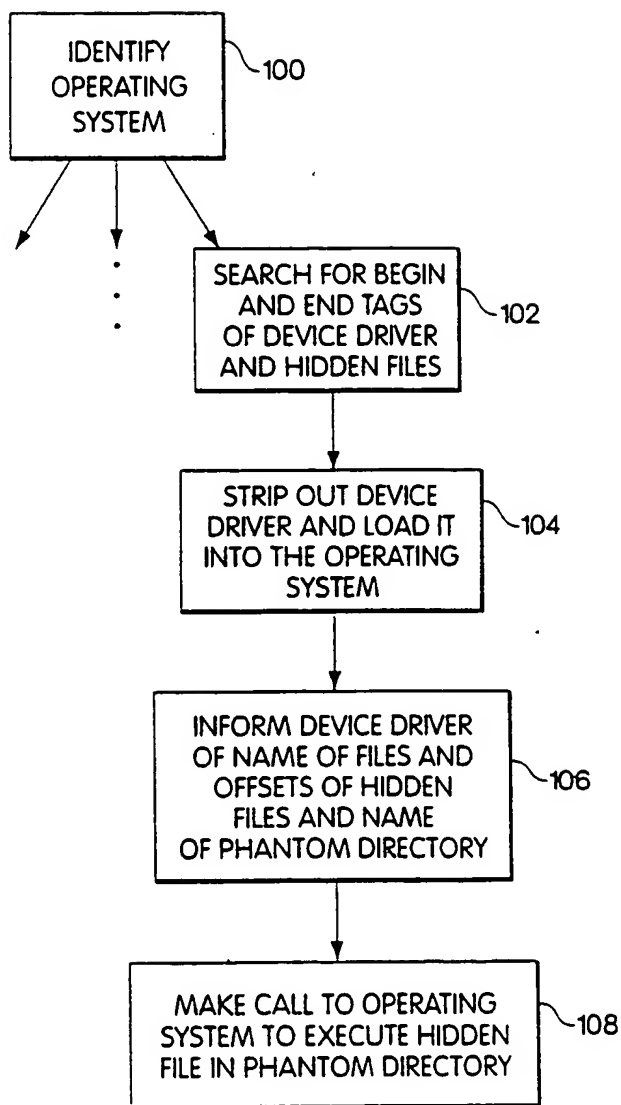 IDENTIFY
OPERATING
SYSTEM
100
SEARCH FOR BEGIN
AND END TAGS
OF DEVICE DRIVER
AND HIDDEN FILES
102
STRIP OUT DEVICE
DRIVER AND LOAD IT
INTO THE OPERATING
SYSTEM
104
INFORM DEVICE DRIVER
OF NAME OF FILES AND
OFFSETS OF HIDDEN
FILES AND NAME
OF PHANTOM DIRECTORY
106
MAKE CALL TO OPERATING
SYSTEM TO EXECUTE HIDDEN
FILE IN PHANTOM DIRECTORY
108